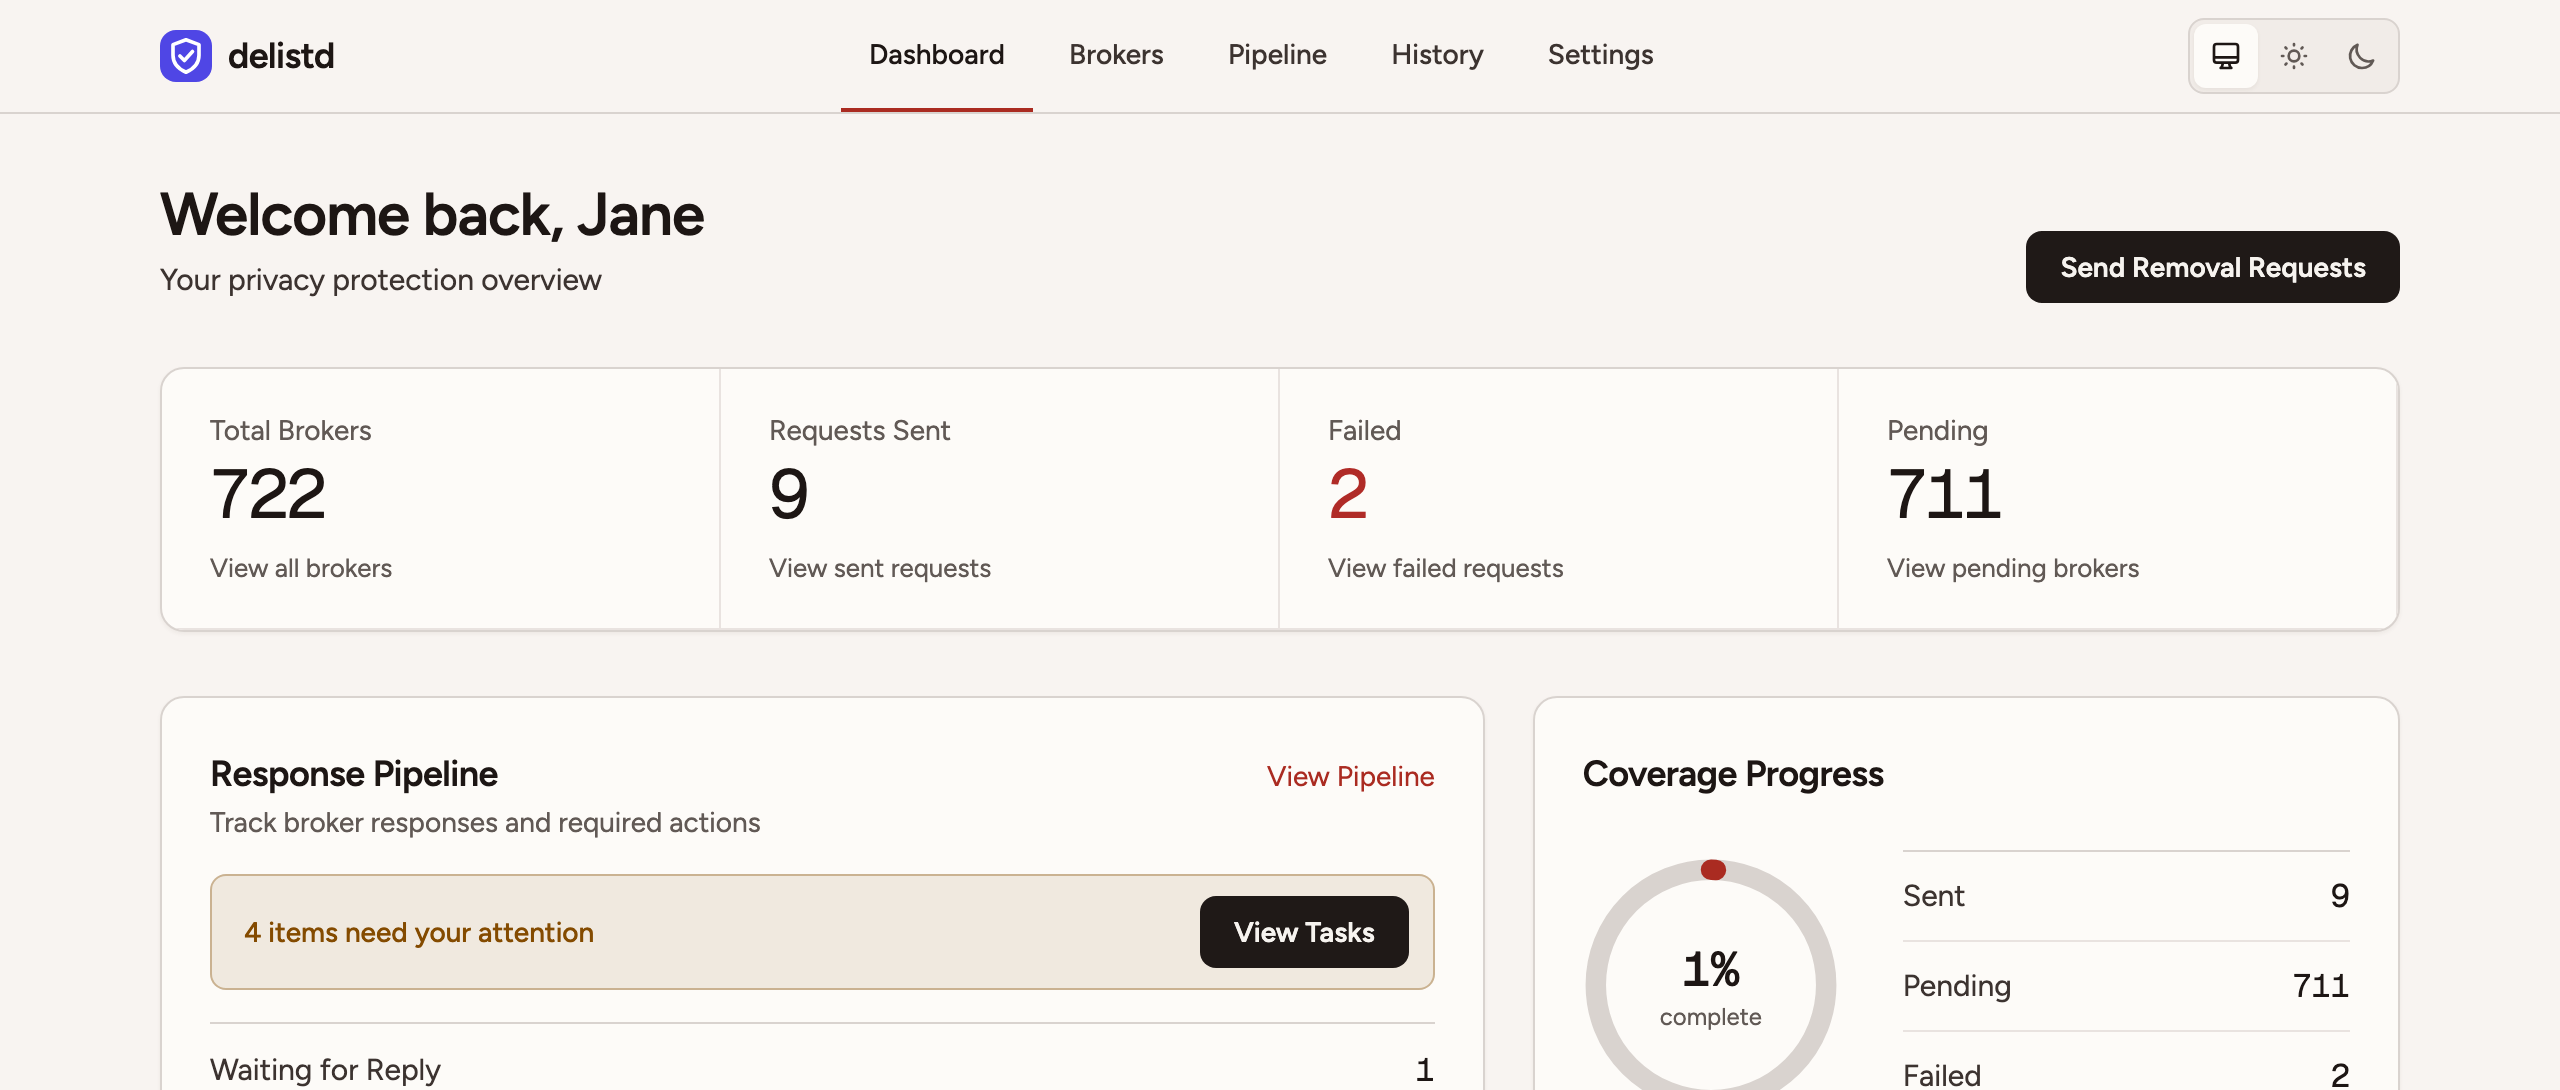 delistd
Dashboard
Brokers
Pipeline
History
Settings
Welcome back, Jane
Your privacy protection overview
Send Removal Requests
Total Brokers
722
View all brokers
Requests Sent
9
View sent requests
Failed
2
View failed requests
Pending
711
View pending brokers
Response Pipeline
View Pipeline
Track broker responses and required actions
4 items need your attention
View Tasks
Waiting for Reply
1
Coverage Progress
1%
complete
Sent
9
Pending
711
Failed
2